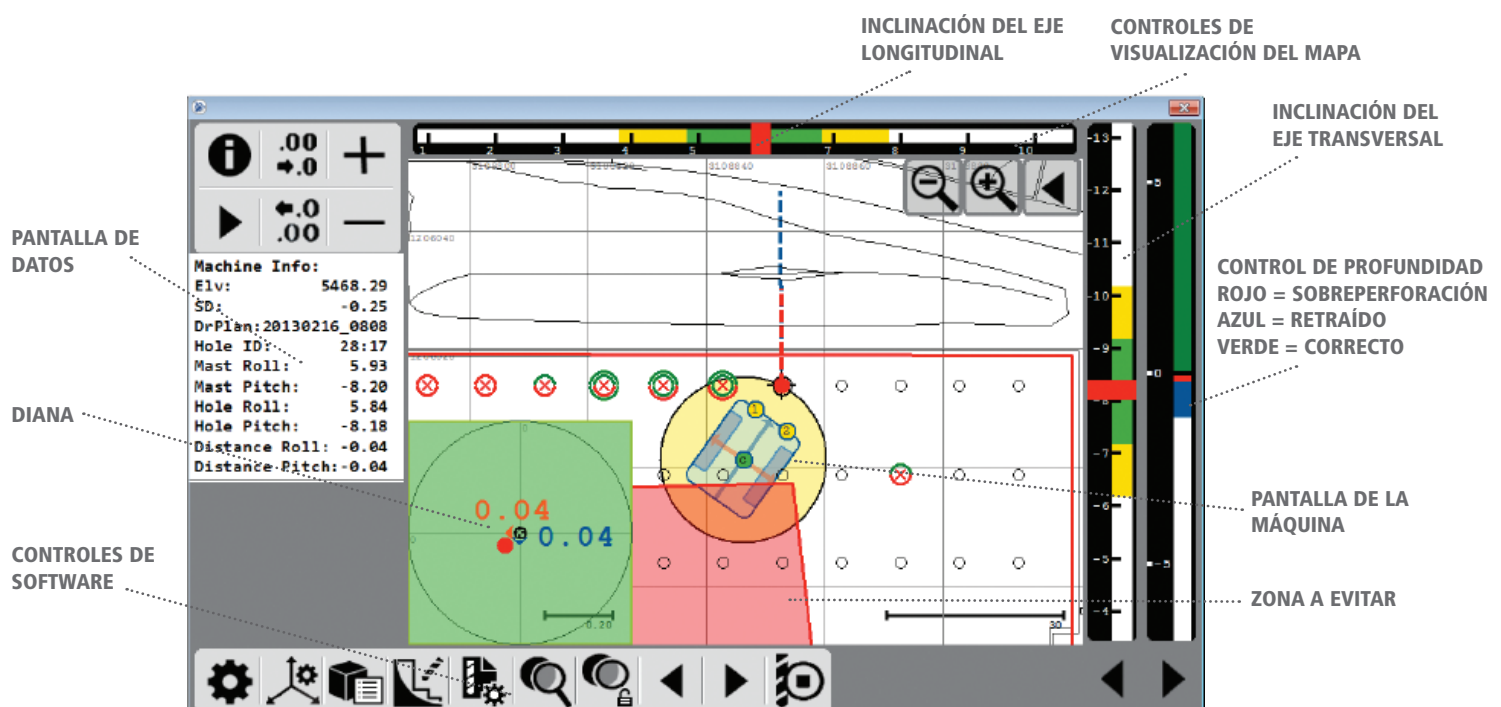 INCLINACIÓN DEL EJE
LONGITUDINAL
CONTROLES DE
VISUALIZACIÓN DEL MAPA
INCLINACIÓN DEL
EJE TRANSVERSAL
CONTROL DE PROFUNDIDAD
ROJO = SOBREPERFORACIÓN
AZUL = RETRAÍDO
VERDE = CORRECTO
PANTALLA DE LA
MÁQUINA
ZONA A EVITAR
PANTALLA DE
DATOS
DIANA
CONTROLES DE
SOFTWARE
.00
.0
.0
.00
Machine Info:
Elv: 5468.29
SD: -0.25
DrPlan:20130216_0808
Hole ID: 28:17
Mast Roll: 5.93
Mast Pitch: -8.20
Hole Roll: 5.84
Hole Pitch: -8.18
Distance Roll: -0.04
Distance Pitch:-0.04
1 2 3 4 5 7 8 9 10
3108840
1206040
1 2
C
0.04
0.04
0
0
0.20
30
-13
-12
-11
-10
-9
-8
-7
-6
-5
-4
0